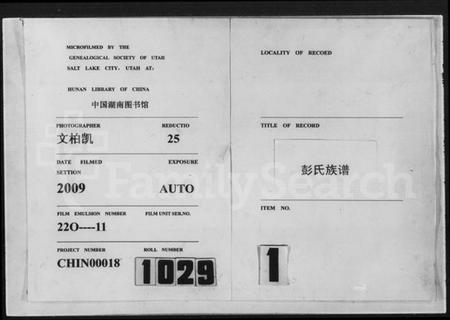 MICROFILMED BY THE
GENEALOGICAL SOCIETY OF UTAH
SALT LAKE CITY, UTAH AT:
HUNAN LIBRARY OF CHINA
中国湖南图书馆
PHOTOGRAPHER REDUCTIO
文柏凯 25
DATE FILMED EXPOSURE
SETTION
2009 AUTO
FILM EMULSION NUMBER FILM UNIT SER.NO.
22O----11
PROJECT NUMBER ROLL NUMBER
CHIN00018 1029
LOCALITY OF RECOED
TITLE OF RECORD
彭氏族谱
ITEM NO.
1
FamilySearch